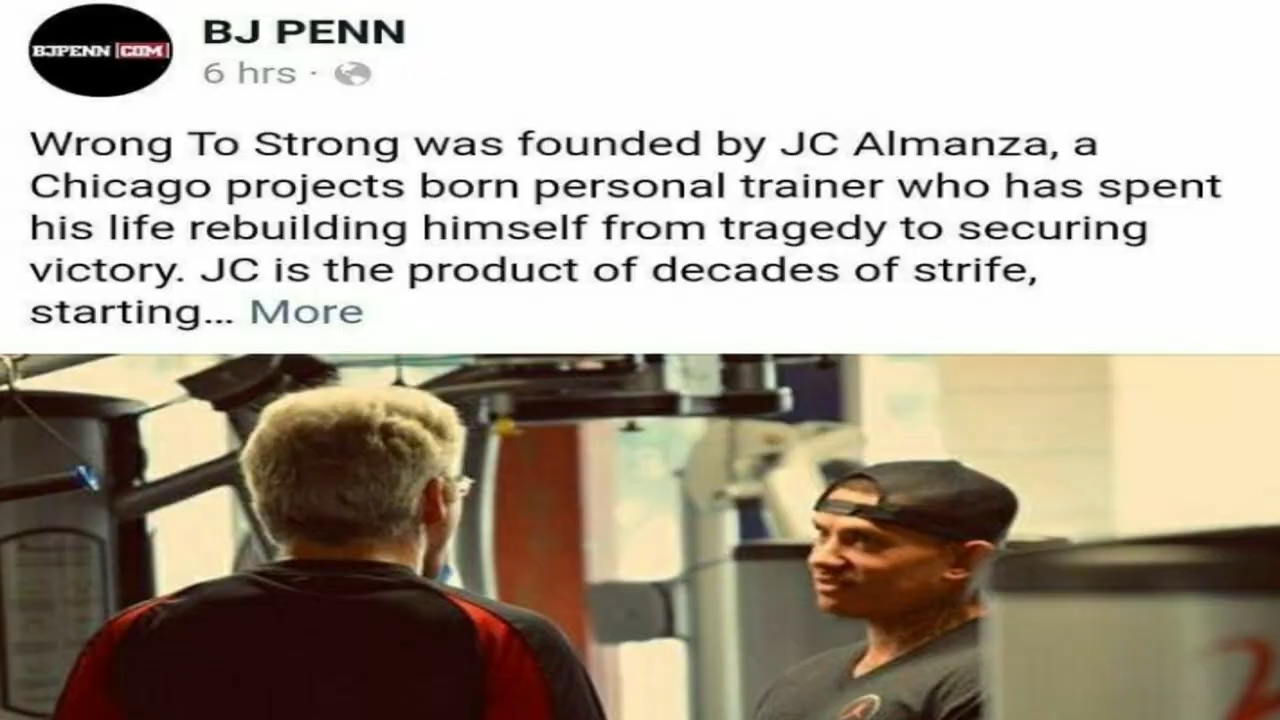 BJPENN COM
BJ PENN
6 hrs ·
Wrong To Strong was founded by JC Almanza, a
Chicago projects born personal trainer who has spent
his life rebuilding himself from tragedy to securing
victory. JC is the product of decades of strife,
starting... More
2